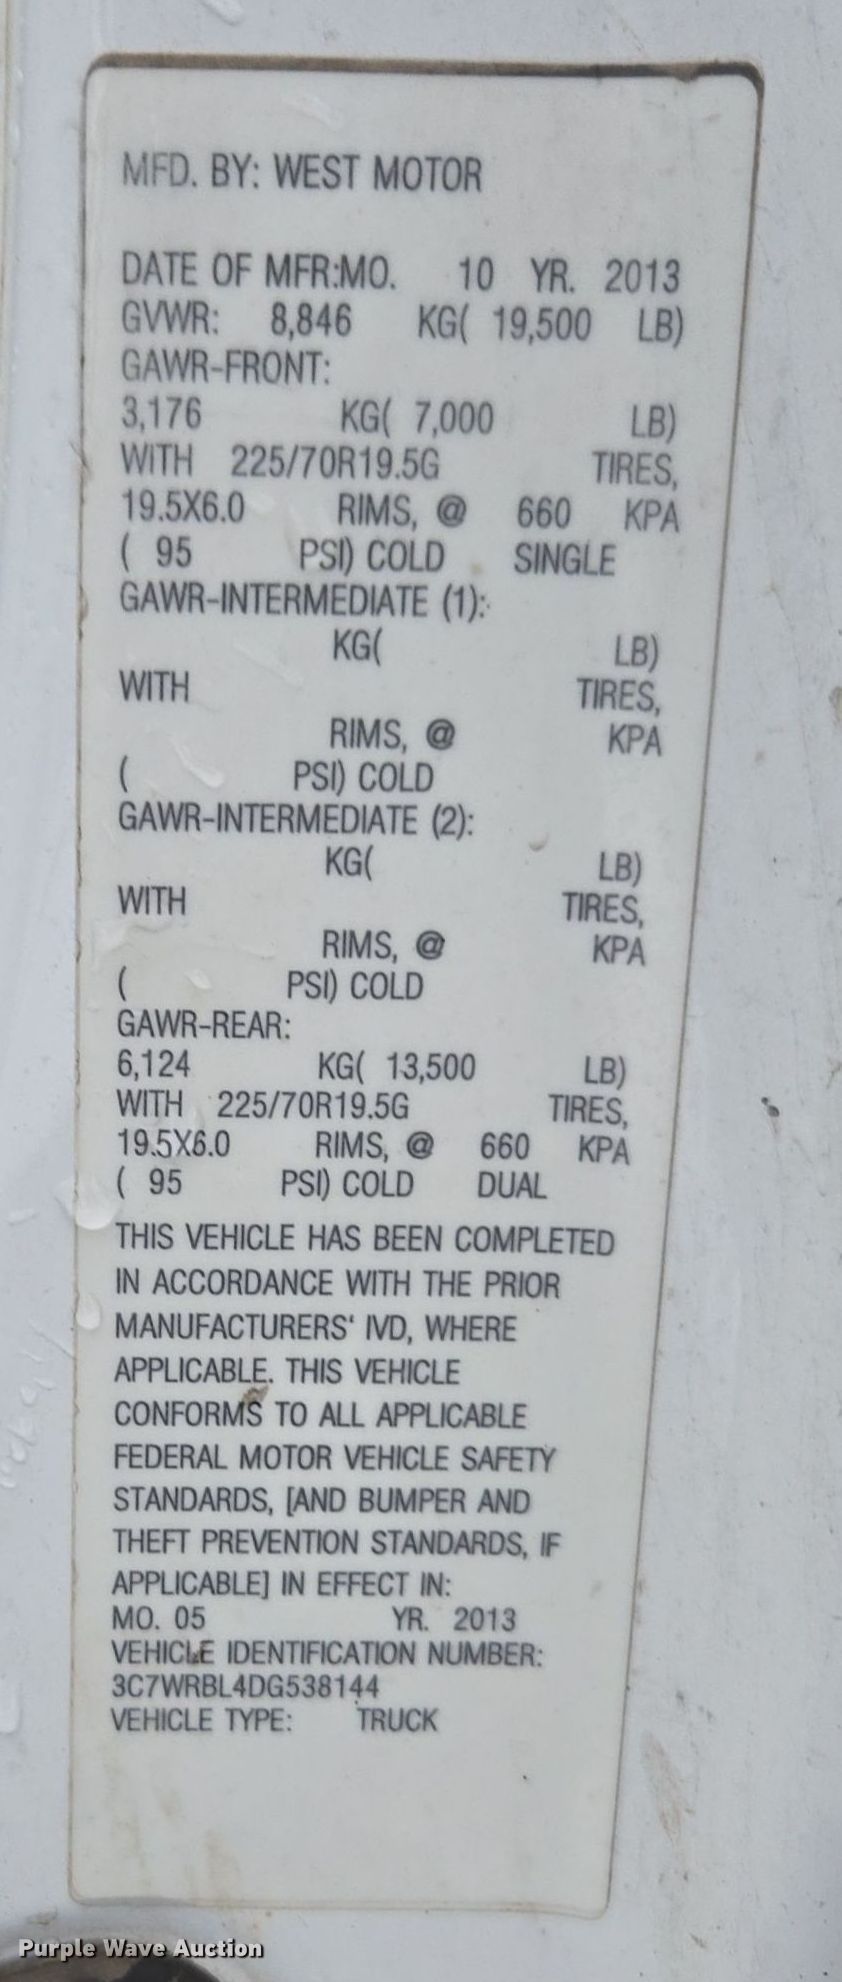 MFD. BY: WEST MOTOR
DATE OF MFR:MO. 10 YR. 2013
GVWR: 8,846 KG( 19,500 LB)
GAWR-FRONT:
3,176 KG( 7,000 LB)
WITH 225/70R19.5G TIRES,
19.5X6.0 RIMS, @ 660 KPA
( 95 PSI) COLD SINGLE
GAWR-INTERMEDIATE (1):
KG( LB)
WITH TIRES,
RIMS, @ KPA
( PSI) COLD
GAWR-INTERMEDIATE (2):
KG( LB)
WITH TIRES,
RIMS, @ KPA
( PSI) COLD
GAWR-REAR:
6,124 KG( 13,500 LB)
WITH 225/70R19.5G TIRES,
19.5X6.0 RIMS, @ 660 KPA
( 95 PSI) COLD DUAL
THIS VEHICLE HAS BEEN COMPLETED
IN ACCORDANCE WITH THE PRIOR
MANUFACTURERS' IVD, WHERE
APPLICABLE. THIS VEHICLE
CONFORMS TO ALL APPLICABLE
FEDERAL MOTOR VEHICLE SAFETY
STANDARDS, [AND BUMPER AND
THEFT PREVENTION STANDARDS, IF
APPLICABLE] IN EFFECT IN:
MO. 05 YR. 2013
VEHICLE IDENTIFICATION NUMBER:
3C7WRBL4DG538144
VEHICLE TYPE: TRUCK
Purple Wave Auction